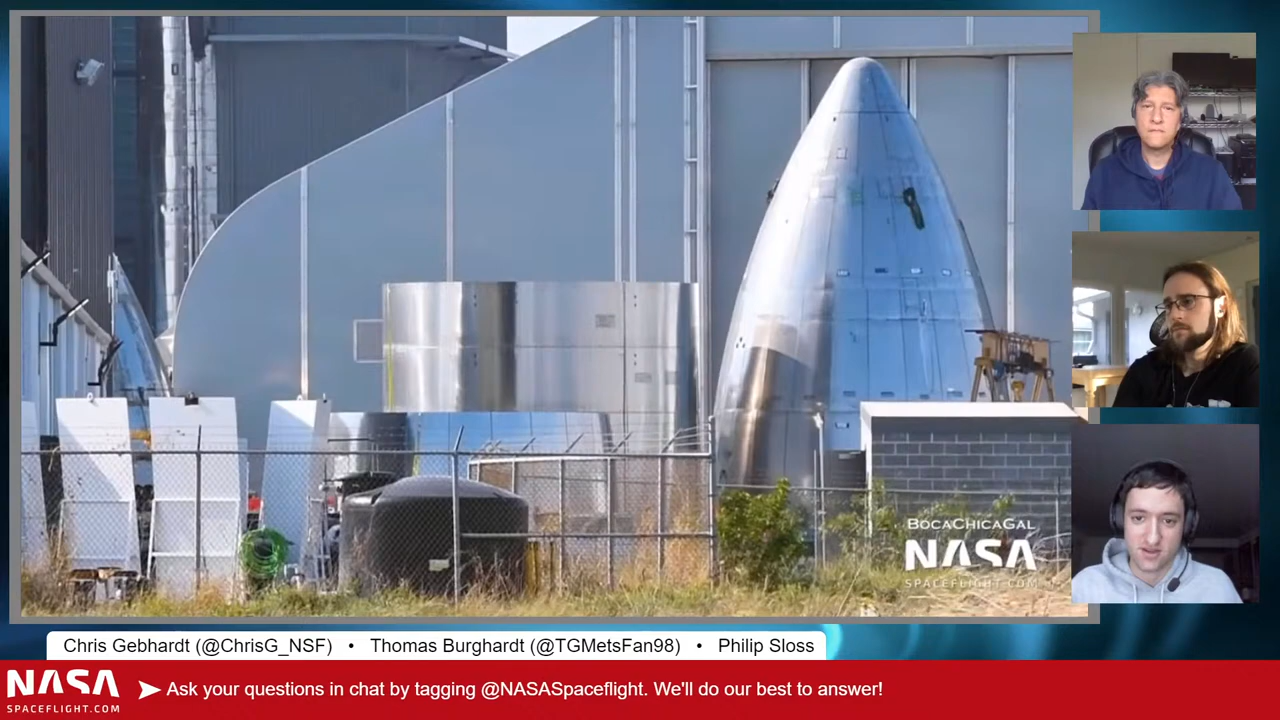 BOCACHICAGAL
NASA
SPACEFLIGHT.COM
Chris Gebhardt (@ChrisG_NSF) • Thomas Burghardt (@TGMetsFan98) • Philip Sloss
NASA
SPACEFLIGHT.COM
Ask your questions in chat by tagging @NASASpaceflight. We'll do our best to answer!